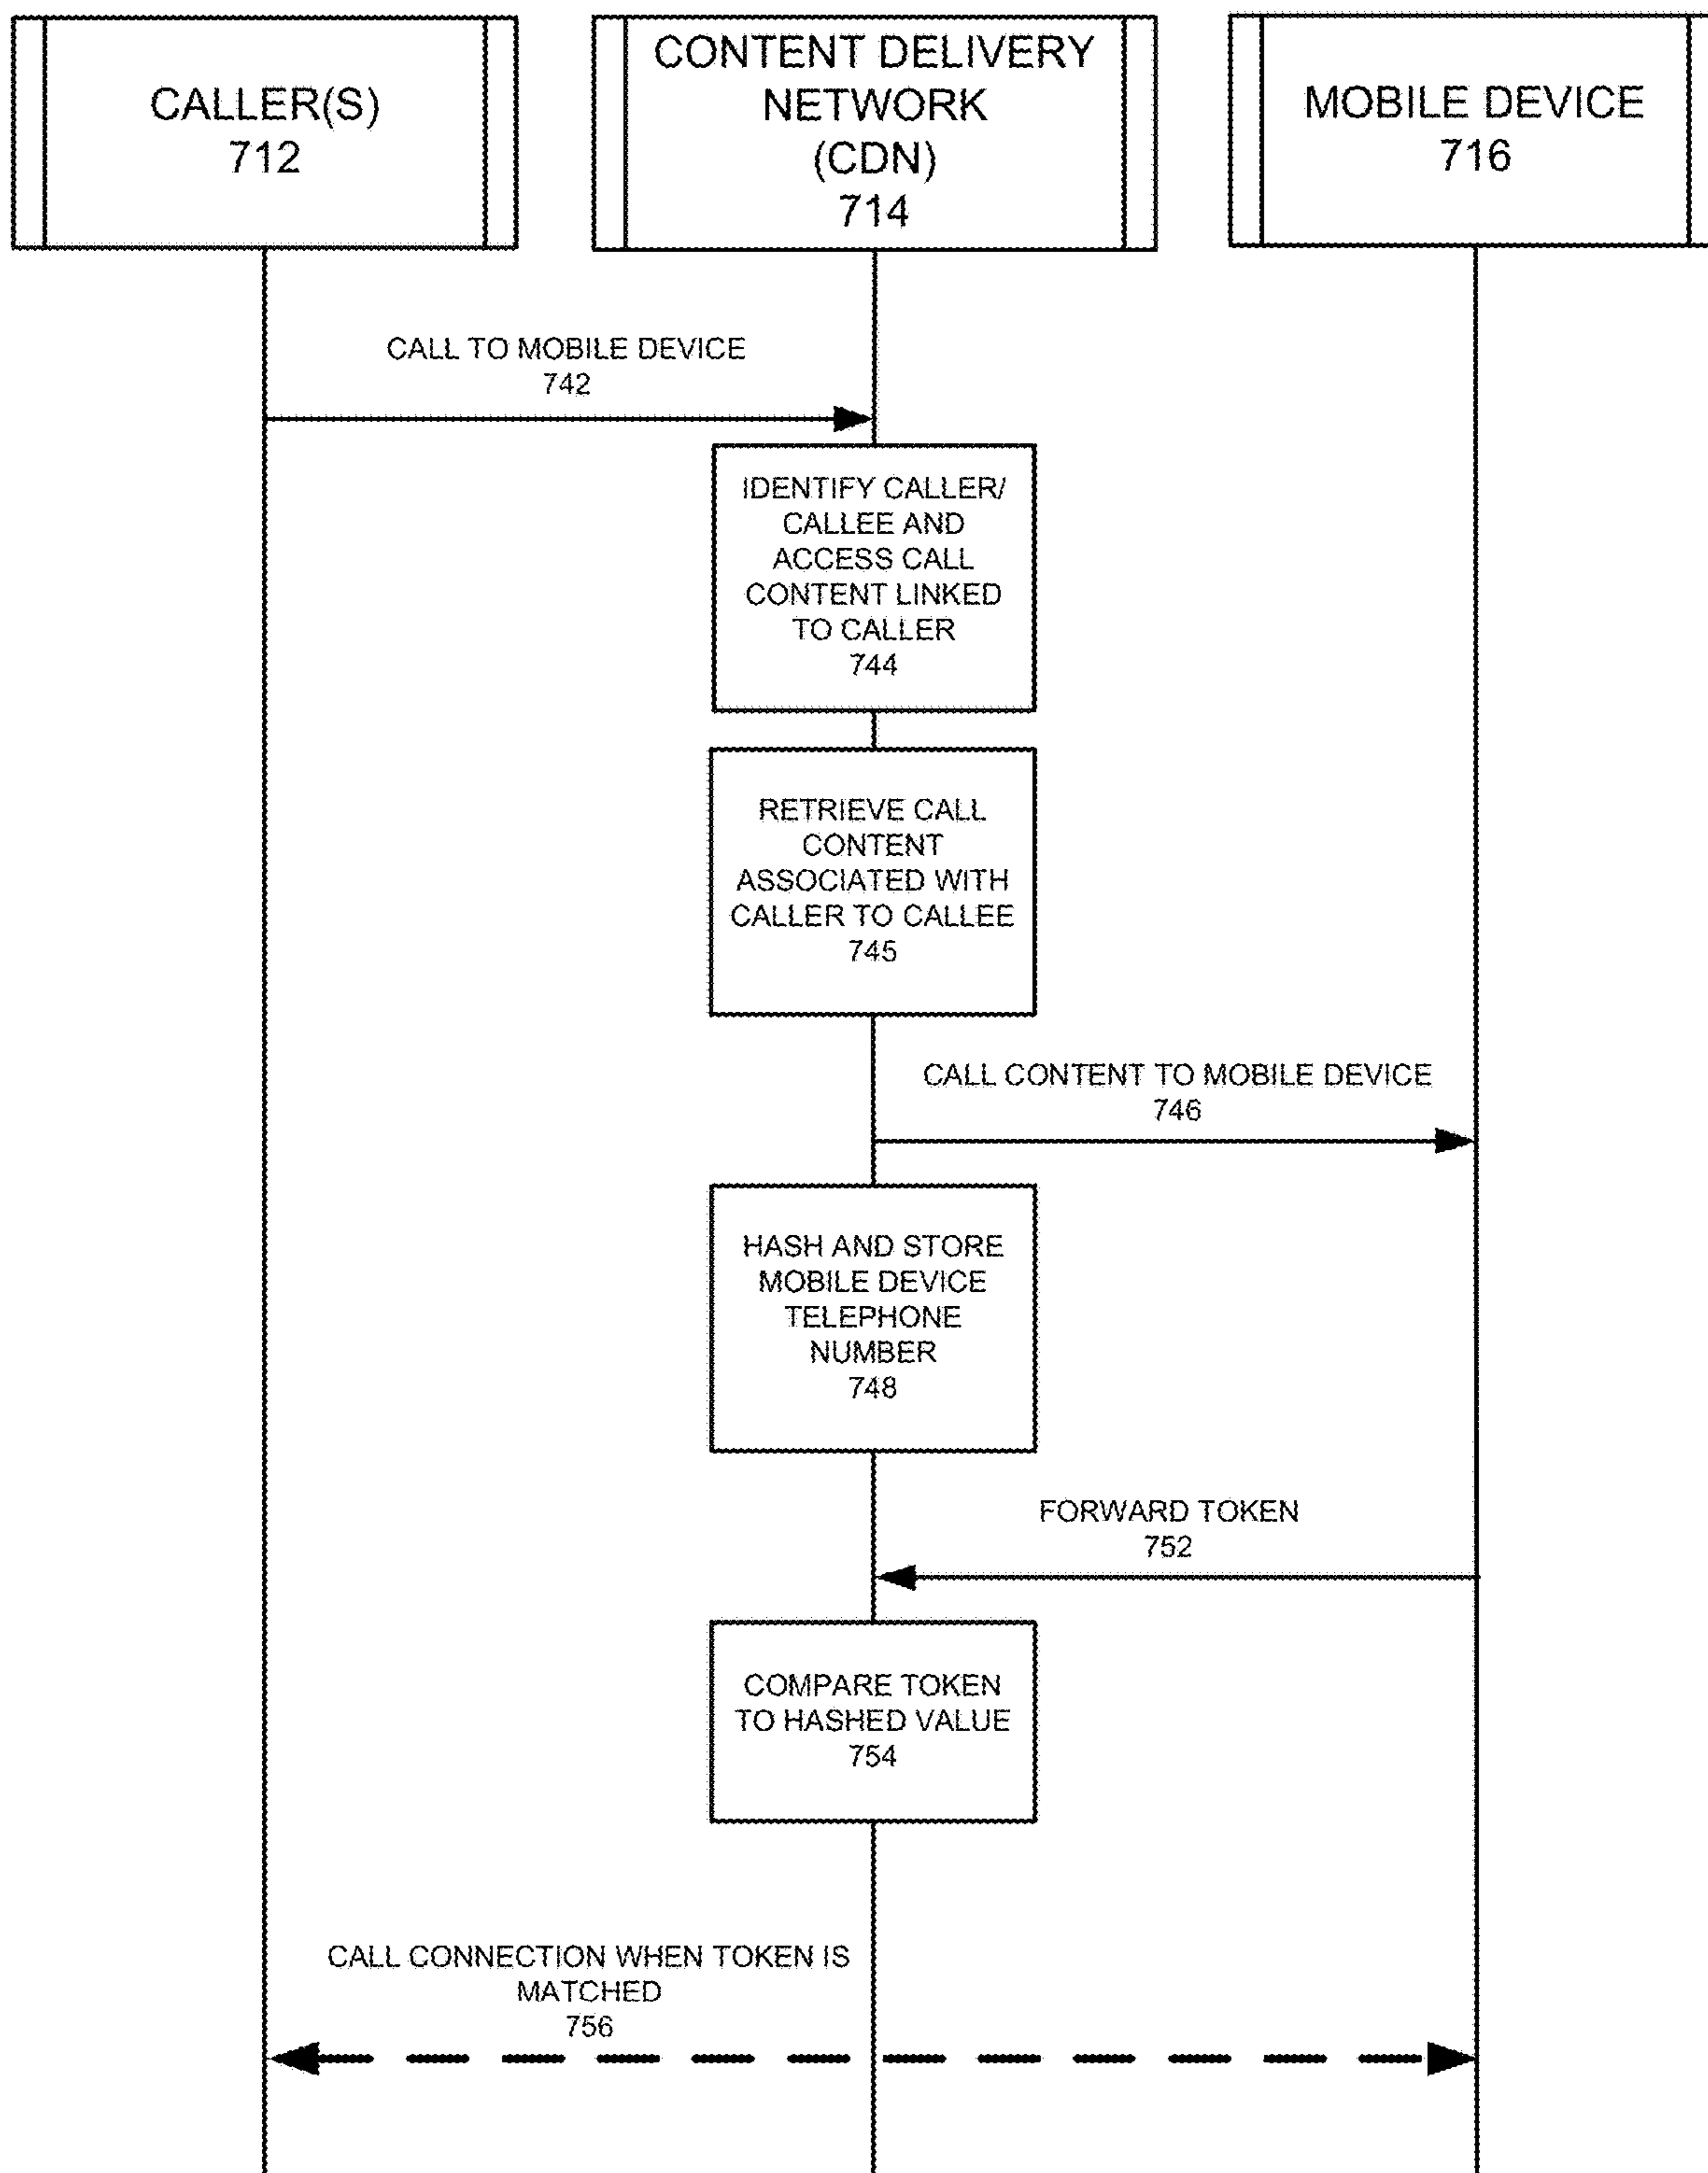 CALLER(S)
712
CONTENT DELIVERY
NETWORK
(CDN)
714
MOBILE DEVICE
716
CALL TO MOBILE DEVICE
742
IDENTIFY CALLER/
CALLEE AND
ACCESS CALL
CONTENT LINKED
TO CALLER
744
RETRIEVE CALL
CONTENT
ASSOCIATED WITH
CALLER TO CALLEE
745
CALL CONTENT TO MOBILE DEVICE
746
HASH AND STORE
MOBILE DEVICE
TELEPHONE
NUMBER
748
FORWARD TOKEN
752
COMPARE TOKEN
TO HASHED VALUE
754
CALL CONNECTION WHEN TOKEN IS
MATCHED
756